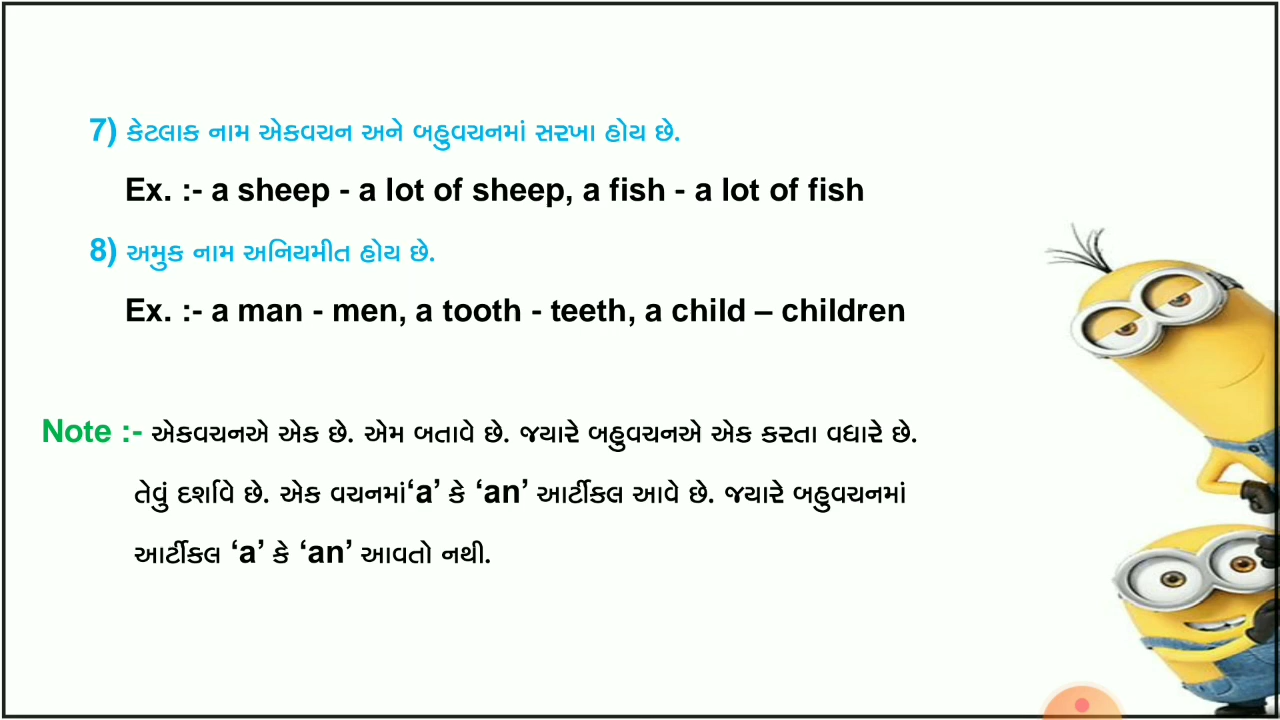 7) કેટલાક નામ એકવચન અને બહુવચનમાં સરખા હોય છે.
Ex. :- a sheep - a lot of sheep, a fish - a lot of fish
8) અમુક નામ અનિયમીત હોય છે.
Ex. :- a man - men, a tooth - teeth, a child – children
Note :- એકવચનએ એક છે. એમ બતાવે છે. જયારે બહુવચનએ એક કરતા વધારે છે.
તેવું દર્શાવે છે. એક વચનમાં‘a’ કે ‘an’ આર્ટીકલ આવે છે. જયારે બહુવચનમાં
આર્ટીકલ ‘a’ કે ‘an’ આવતો નથી.